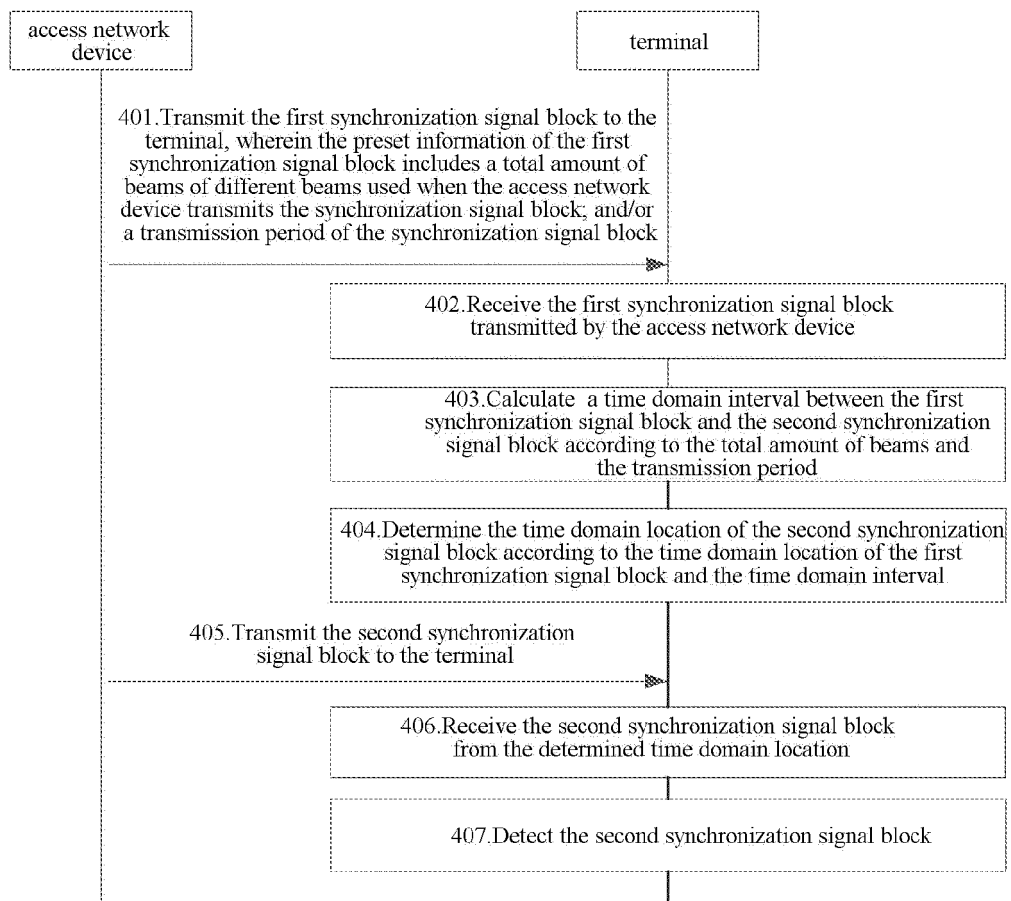 access network
device
terminal
401.Transmit the first synchronization signal block to the
terminal, wherein the preset information of the first
synchronization signal block includes a total amount of
beams of different beams used when the access network
device transmits the synchronization signal block; and/or
a transmission period of the synchronization signal block
402.Receive the first synchronization signal block
transmitted by the access network device
403.Calculate a time domain interval between the first
synchronization signal block and the second synchronization
signal block according to the total amount of beams and
the transmission period
404.Determine the time domain location of the second synchronization
signal block according to the time domain location of the first
synchronization signal block and the time domain interval
405.Transmit the second synchronization
signal block to the terminal
406.Receive the second synchronization signal block
from the determined time domain location
407.Detect the second synchronization signal block